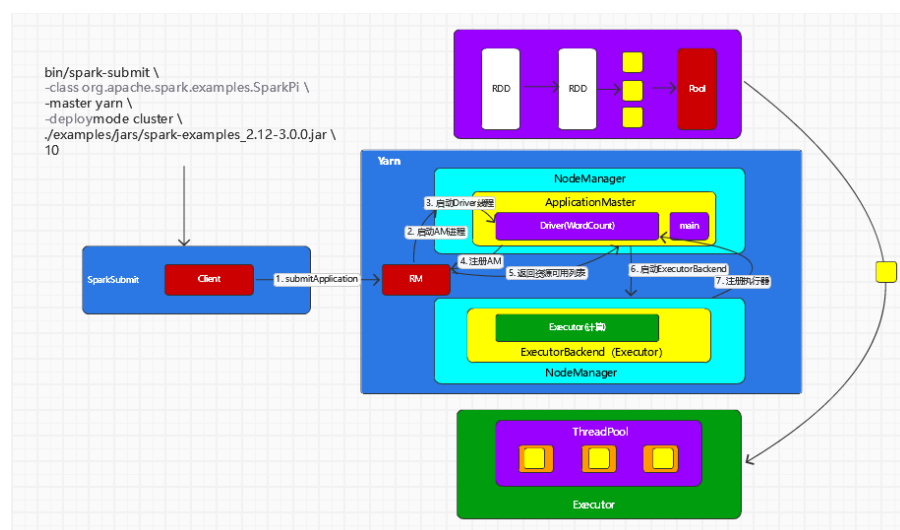 bin/spark-submit \
-class org.apache.spark.examples.SparkPi \
-master yarn \
-deploymode cluster \
./examples/jars/spark-examples_2.12-3.0.0.jar \
10
RDD
RDD
Pool
Yarn
NodeManager
ApplicationMaster
3. 启动Driver线程
Driver(WordCount)
main
2. 启动AM进程
4. 注册AM
5. 返回资源可用列表
6. 启动ExecutorBackend
7. 注册执行器
SparkSubmit
Client
1. submitApplication
RM
Executor(计算)
ExecutorBackend（Executor）
NodeManager
ThreadPool
Executor